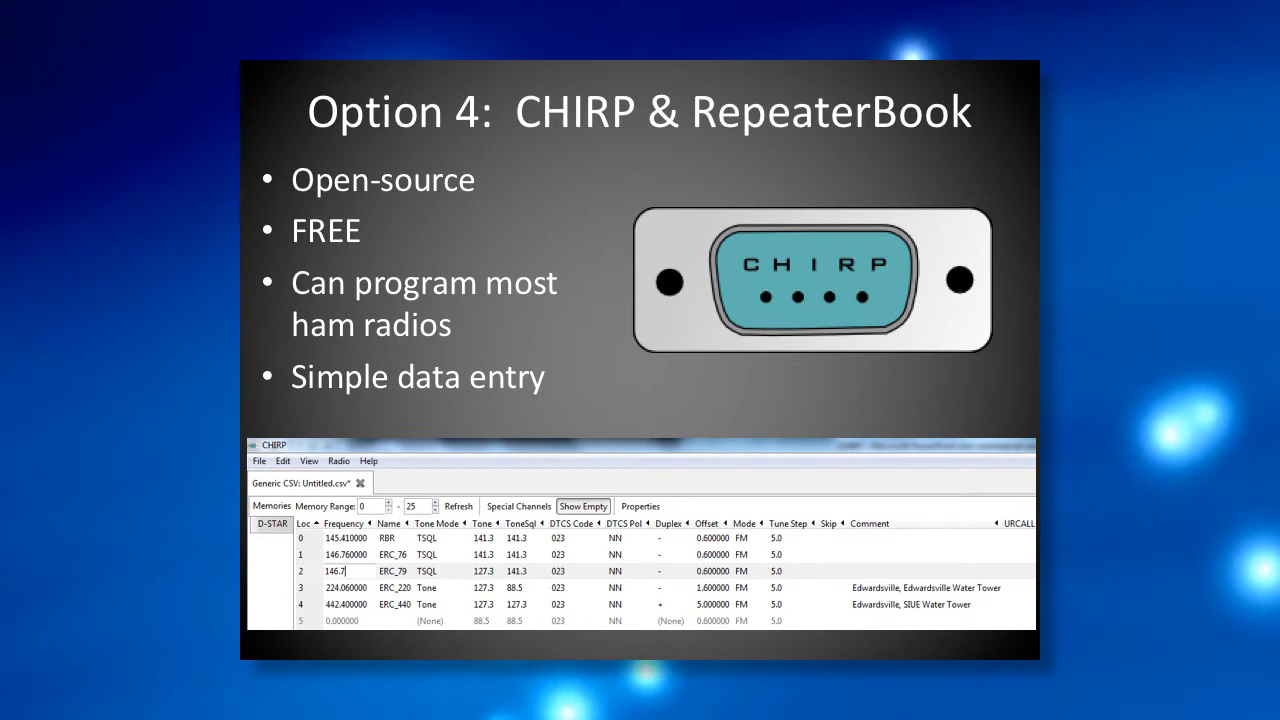 Option 4:  CHIRP & RepeaterBook
• Open-source
• FREE
• Can program most
ham radios
• Simple data entry
CHIRP
CHIRP
File Edit View Radio Help
Generic CSV: Untitled.csv*
Memories Memory Range: 0 - 25 Refresh Special Channels Show Empty Properties
D-STAR Loc Frequency Name Tone Mode Tone ToneSql DTCS Code DTCS Pol Duplex Offset Mode Tune Step Skip Comment URCALL
0 145.410000 RBR TSQL 141.3 141.3 023 NN - 0.600000 FM 5.0
1 146.760000 ERC_76 TSQL 141.3 141.3 023 NN - 0.600000 FM 5.0
2 146.7 ERC_79 TSQL 127.3 141.3 023 NN - 0.600000 FM 5.0
3 224.060000 ERC_220 Tone 127.3 88.5 023 NN - 1.600000 FM 5.0 Edwardsville, Edwardsville Water Tower
4 442.400000 ERC_440 Tone 127.3 127.3 023 NN + 5.000000 FM 5.0 Edwardsville, SIUE Water Tower
5 0.000000 (None) 88.5 88.5 023 NN (None) 0.600000 FM 5.0